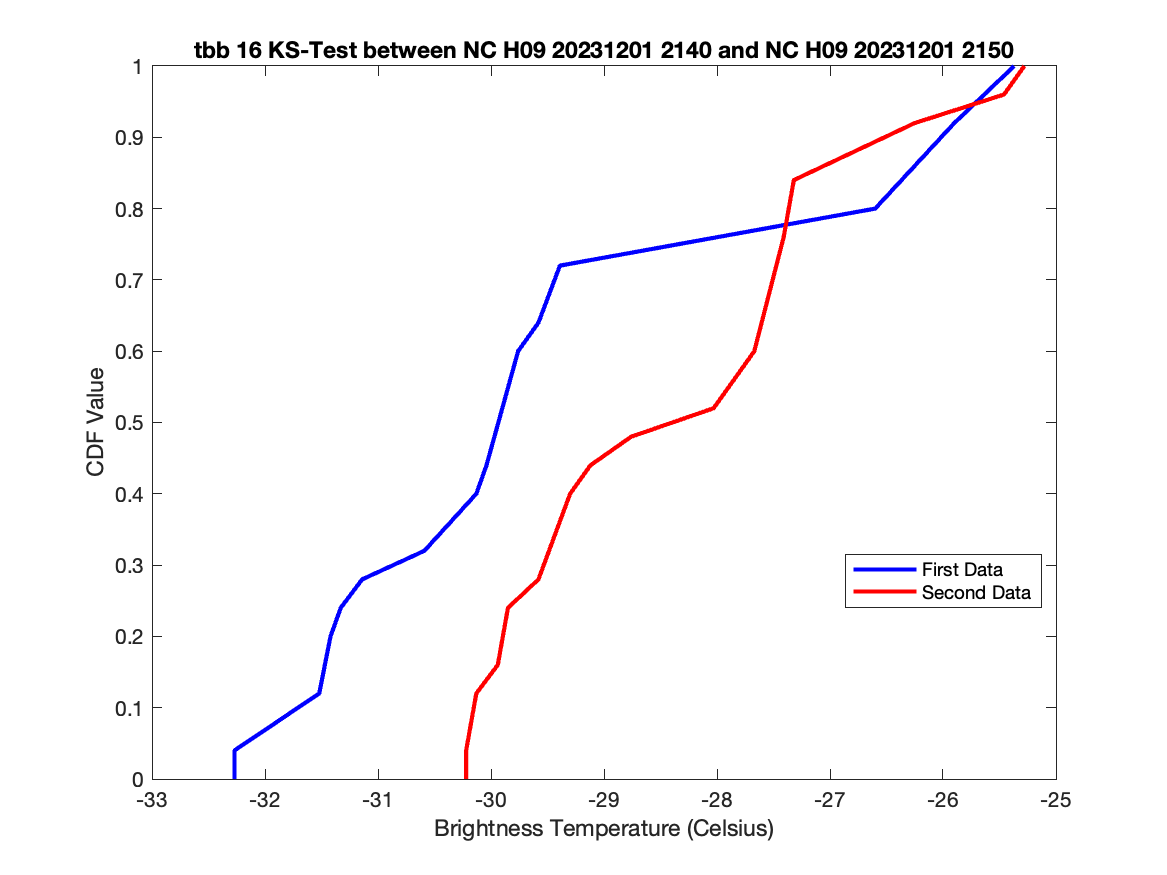 tbb 16 KS-Test between NC H09 20231201 2140 and NC H09 20231201 2150
1
0.9
0.8
0.7
0.6
0.5
0.4
0.3
0.2
0.1
0
CDF Value
First Data
Second Data
-33 -32 -31 -30 -29 -28 -27 -26 -25
Brightness Temperature (Celsius)